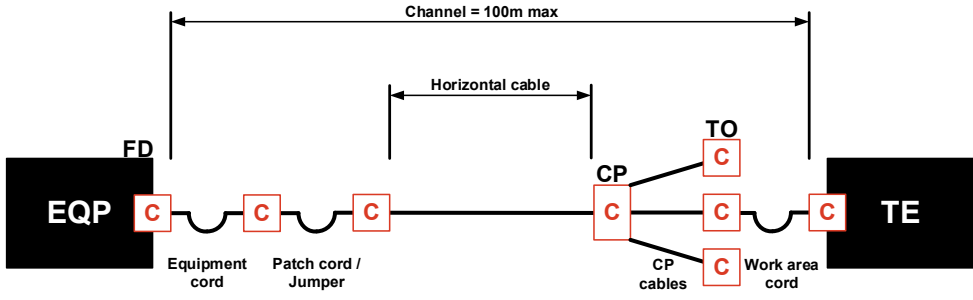 Channel = 100m max
Horizontal cable
FD
TO
CP
EQP
C
C
C
C
C
C
C
C
TE
Equipment
cord
Patch cord /
Jumper
CP
cables
Work area
cord